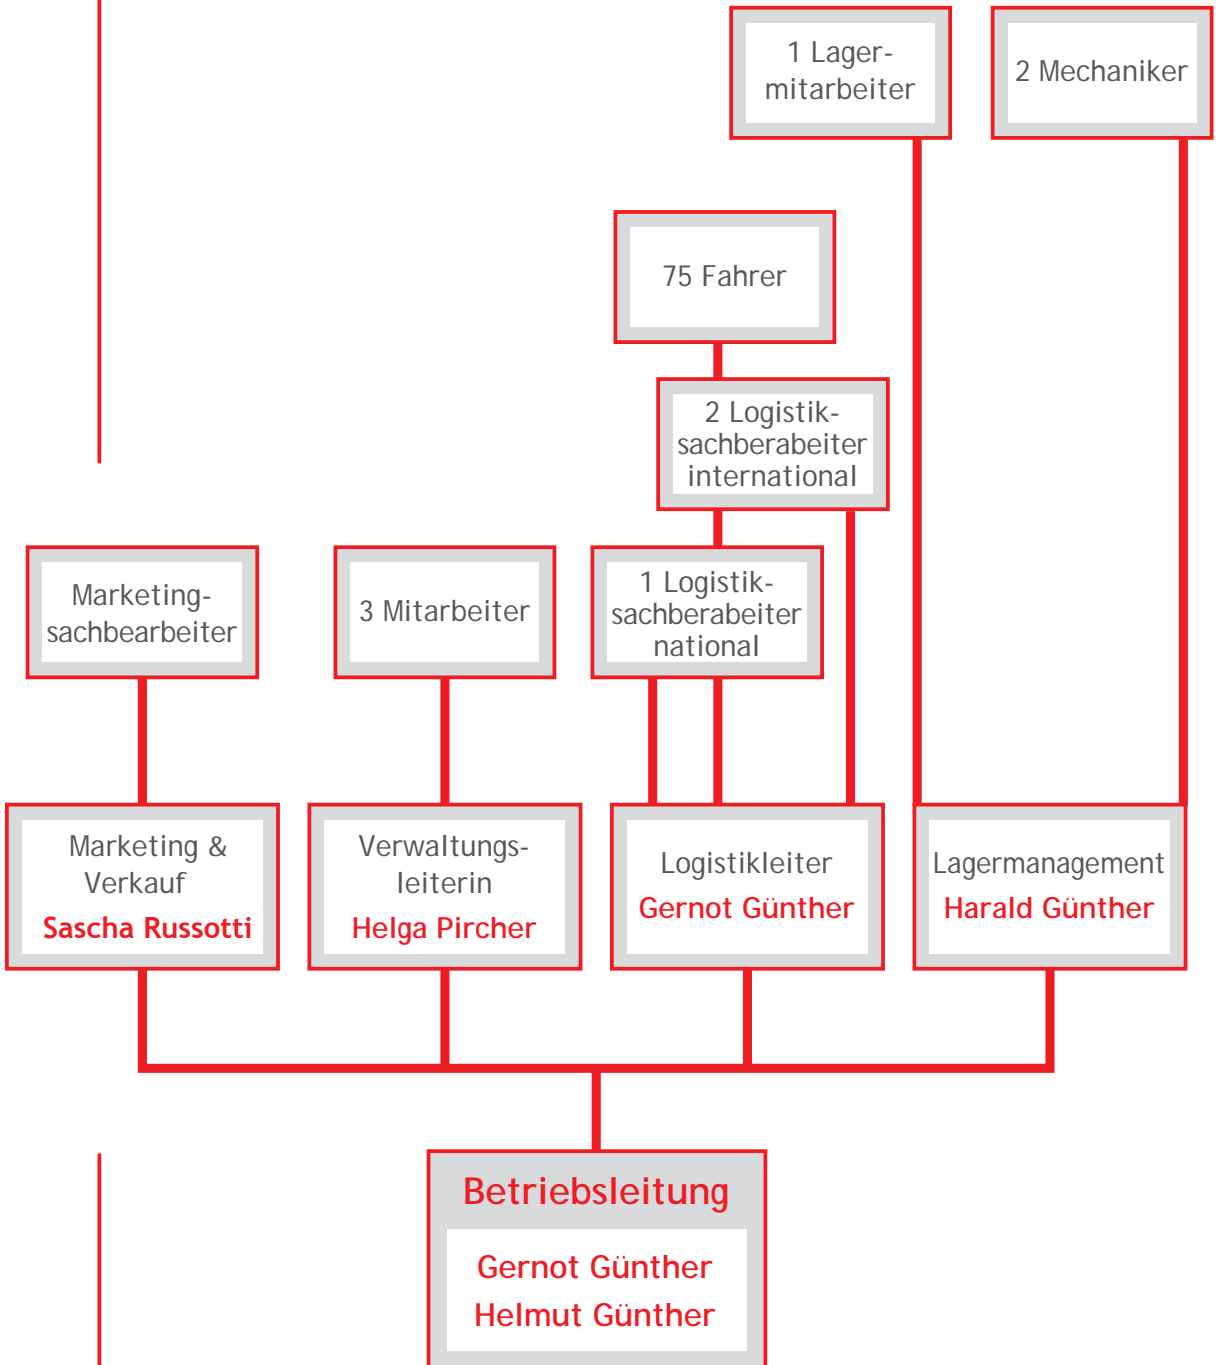 1 Lager-
mitarbeiter
2 Mechaniker
75 Fahrer
2 Logistik-
sachberabeiter
international
Marketing-
sachbearbeiter
3 Mitarbeiter
1 Logistik-
sachberabeiter
national
Marketing &
Verkauf
Sascha Russotti
Verwaltungs-
leiterin
Helga Pircher
Logistikleiter
Gernot Günther
Lagermanagement
Harald Günther
Betriebsleitung
Gernot Günther
Helmut Günther